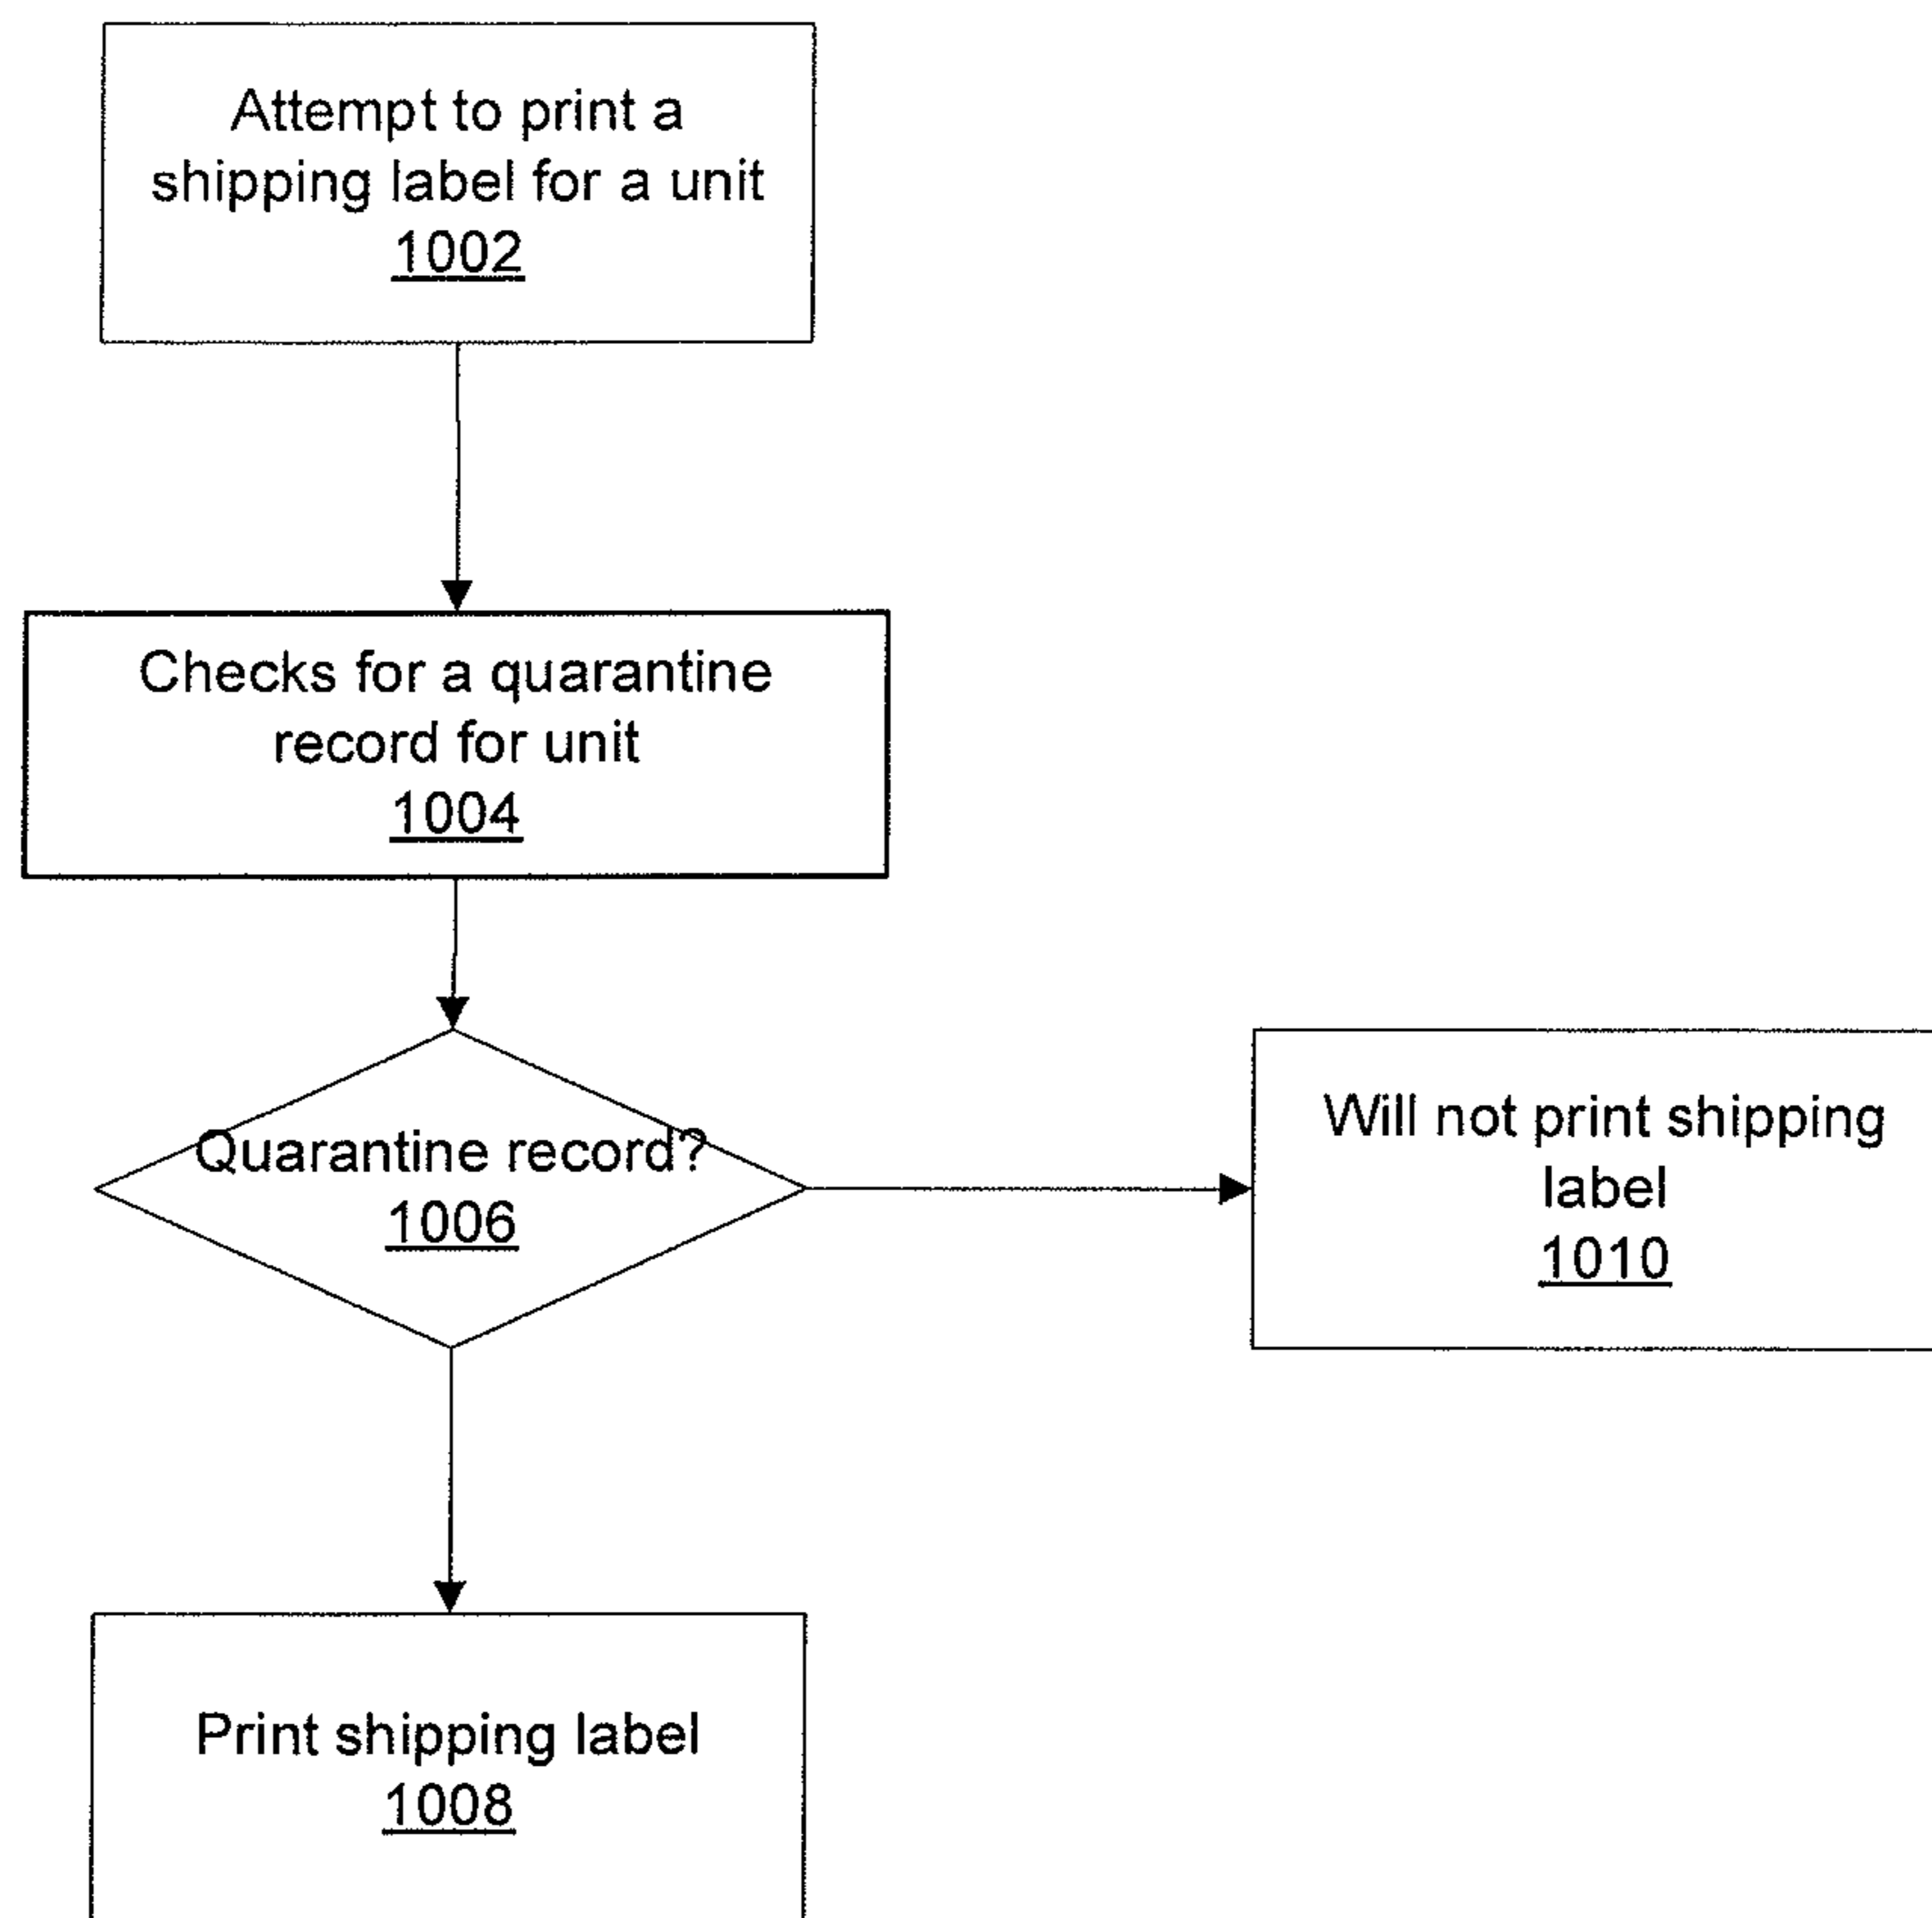 Attempt to print a
shipping label for a unit
1002
Checks for a quarantine
record for unit
1004
Quarantine record?
1006
Will not print shipping
label
1010
Print shipping label
1008